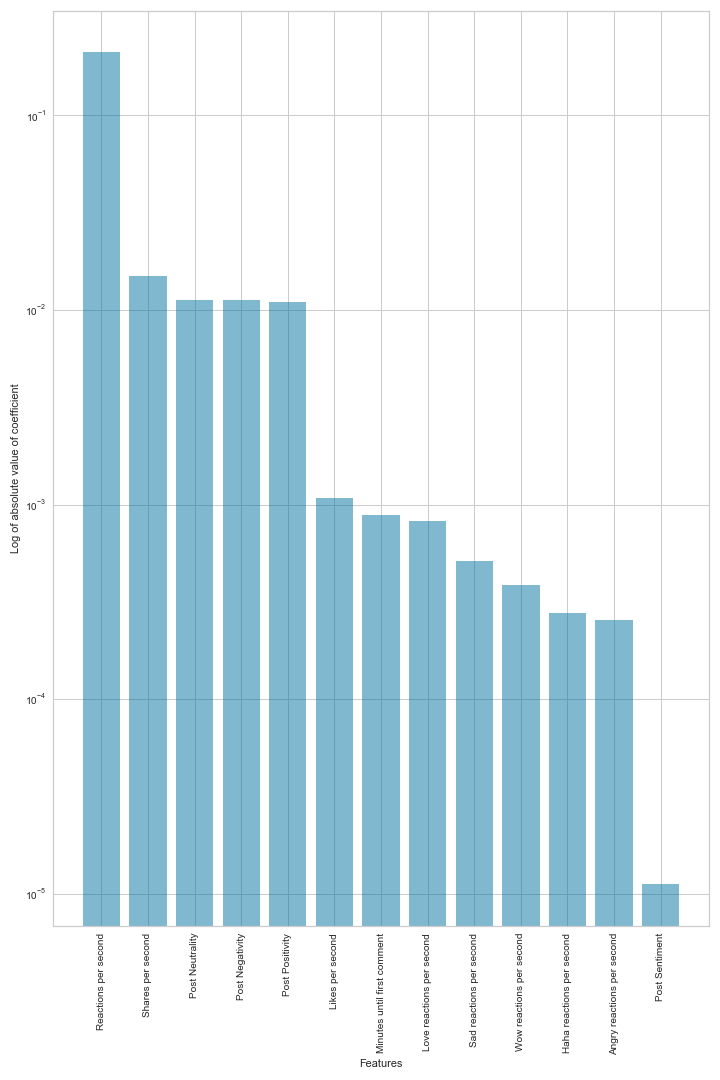 10⁻¹
10⁻²
10⁻³
10⁻⁴
10⁻⁵
Log of absolute value of coefficient
Reactions per second
Shares per second
Post Neutrality
Post Negativity
Post Positivity
Likes per second
Minutes until first comment
Love reactions per second
Sad reactions per second
Wow reactions per second
Haha reactions per second
Angry reactions per second
Post Sentiment
Features